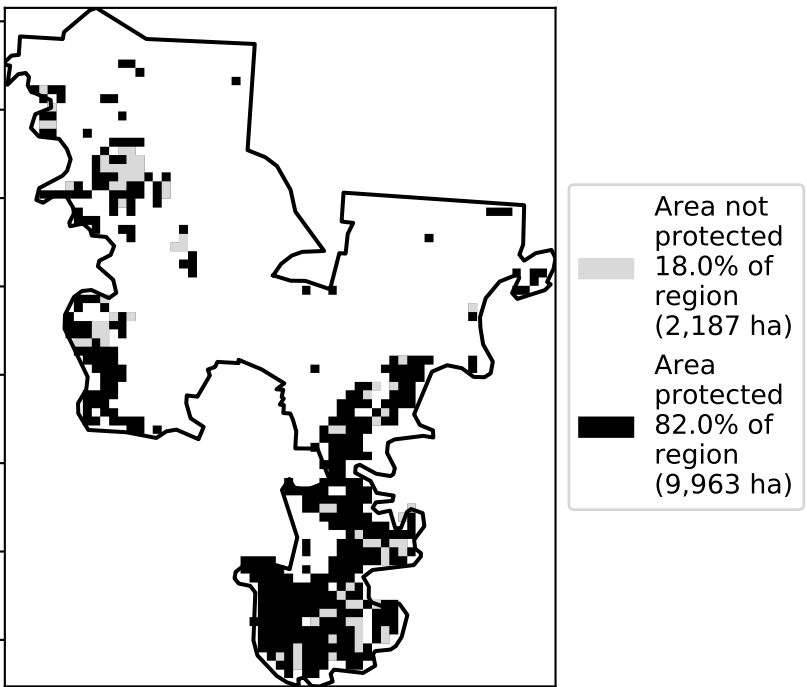 Area not
protected
18.0% of
region
(2,187 ha)
Area
protected
82.0% of
region
(9,963 ha)